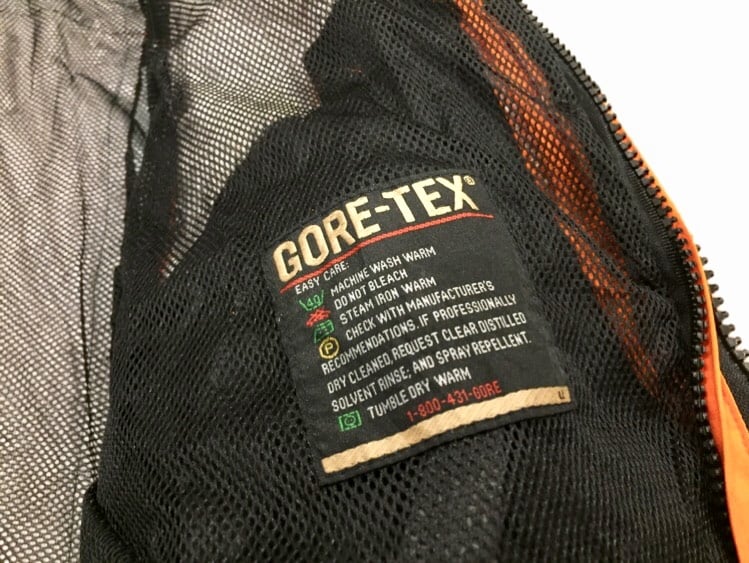 GORE-TEX®
EASY CARE:
40 MACHINE WASH WARM
DO NOT BLEACH
STEAM IRON WARM
P CHECK WITH MANUFACTURER'S
RECOMMENDATIONS. IF PROFESSIONALLY
DRY CLEANED, REQUEST CLEAR DISTILLED
SOLVENT RINSE; AND SPRAY REPELLENT.
TUMBLE DRY WARM
1-800-431-GORE